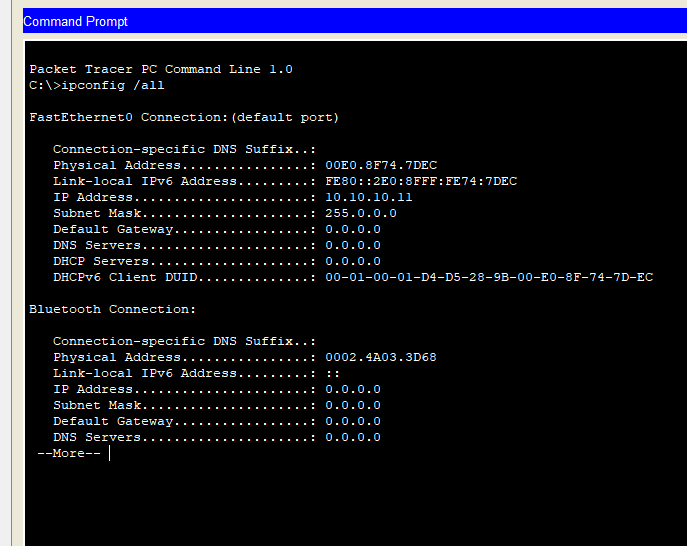 Command Prompt
Packet Tracer PC Command Line 1.0
C:\>ipconfig /all
FastEthernet0 Connection:(default port)
Connection-specific DNS Suffix..:
Physical Address................: 00E0.8F74.7DEC
Link-local IPv6 Address.........: FE80::2E0:8FFF:FE74:7DEC
IP Address......................: 10.10.10.11
Subnet Mask.....................: 255.0.0.0
Default Gateway.................: 0.0.0.0
DNS Servers.....................: 0.0.0.0
DHCP Servers....................: 0.0.0.0
DHCPv6 Client DUID..............: 00-01-00-01-D4-D5-28-9B-00-E0-8F-74-7D-EC
Bluetooth Connection:
Connection-specific DNS Suffix..:
Physical Address................: 0002.4A03.3D68
Link-local IPv6 Address.........: ::
IP Address......................: 0.0.0.0
Subnet Mask.....................: 0.0.0.0
Default Gateway.................: 0.0.0.0
DNS Servers.....................: 0.0.0.0
--More--